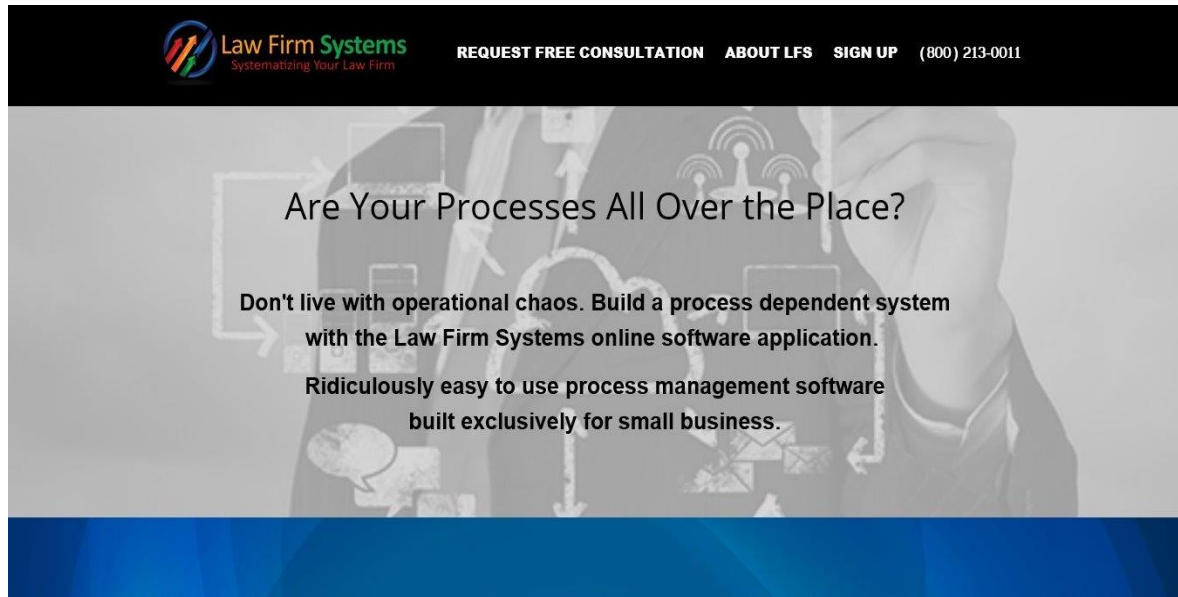 Law Firm Systems
Systematizing Your Law Firm
REQUEST FREE CONSULTATION ABOUT LFS SIGN UP (800) 213-0011
Are Your Processes All Over the Place?
Don't live with operational chaos. Build a process dependent system
with the Law Firm Systems online software application.
Ridiculously easy to use process management software
built exclusively for small business.